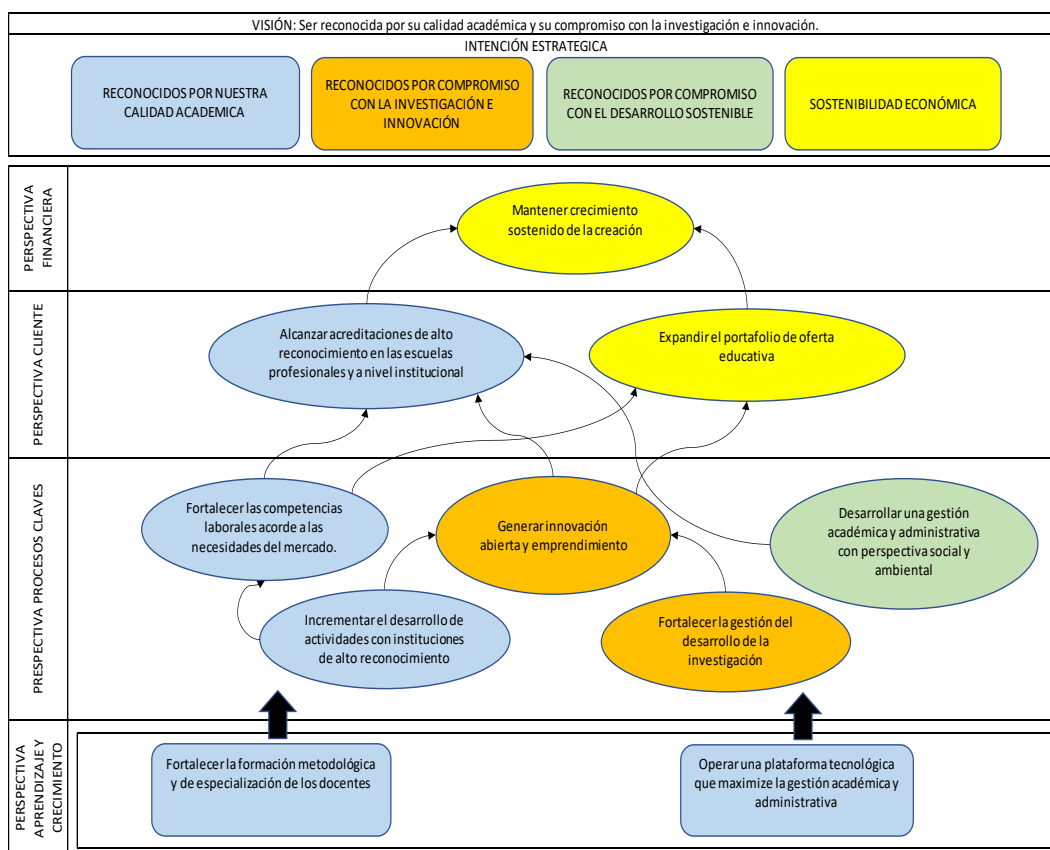 VISIÓN: Ser reconocida por su calidad académica y su compromiso con la investigación e innovación.
INTENCIÓN ESTRATEGICA
RECONOCIDOS POR NUESTRA
CALIDAD ACADEMICA
RECONOCIDOS POR COMPROMISO
CON LA INVESTIGACIÓN E
INNOVACIÓN
RECONOCIDOS POR COMPROMISO
CON EL DESARROLLO SOSTENIBLE
SOSTENIBILIDAD ECONÓMICA
PERSPECTIVA
FINANCIERA
Mantener crecimiento
sostenido de la creación
PERSPECTIVA CLIENTE
Alcanzar acreditaciones de alto
reconocimiento en las escuelas
profesionales y a nivel institucional
Expandir el portafolio de oferta
educativa
PRESPECTIVA PROCESOS CLAVES
Fortalecer las competencias
laborales acorde a las
necesidades del mercado.
Generar innovación
abierta y emprendimiento
Desarrollar una gestión
académica y administrativa
con perspectiva social y
ambiental
Incrementar el desarrollo de
actividades con instituciones
de alto reconocimiento
Fortalecer la gestión del
desarrollo de la
investigación
PERSPECTIVA
APRENDIZAJE Y
CRECIMIENTO
Fortalecer la formación metodológica
y de especialización de los docentes
Operar una plataforma tecnológica
que maximize la gestión académica y
administrativa